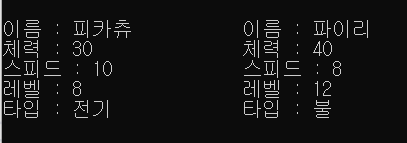 이름 : 피카츄 이름 : 파이리
체력 : 30 체력 : 40
스피드 : 10 스피드 : 8
레벨 : 8 레벨 : 12
타입 : 전기 타입 : 불